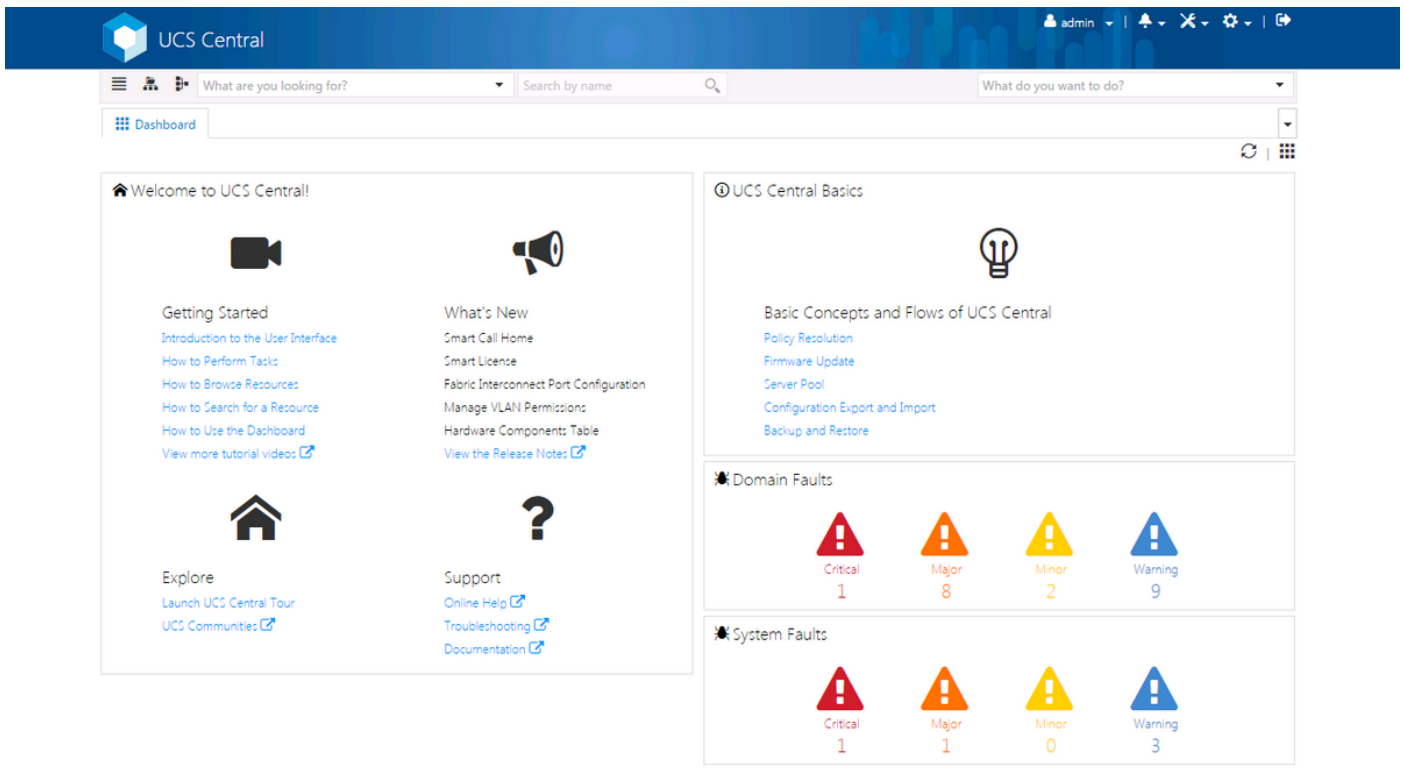 UCS Central
admin
What are you looking for?
Search by name
What do you want to do?
Dashboard
Welcome to UCS Central!
Getting Started
Introduction to the User Interface
How to Perform Tasks
How to Browse Resources
How to Search for a Resource
How to Use the Dashboard
View more tutorial videos
What's New
Smart Call Home
Smart License
Fabric Interconnect Port Configuration
Manage VLAN Permissions
Hardware Components Table
View the Release Notes
Explore
Launch UCS Central Tour
UCS Communities
Support
Online Help
Troubleshooting
Documentation
UCS Central Basics
Basic Concepts and Flows of UCS Central
Policy Resolution
Firmware Update
Server Pool
Configuration Export and Import
Backup and Restore
Domain Faults
Critical Major Minor Warning
1 8 2 9
System Faults
Critical Major Minor Warning
1 1 0 3